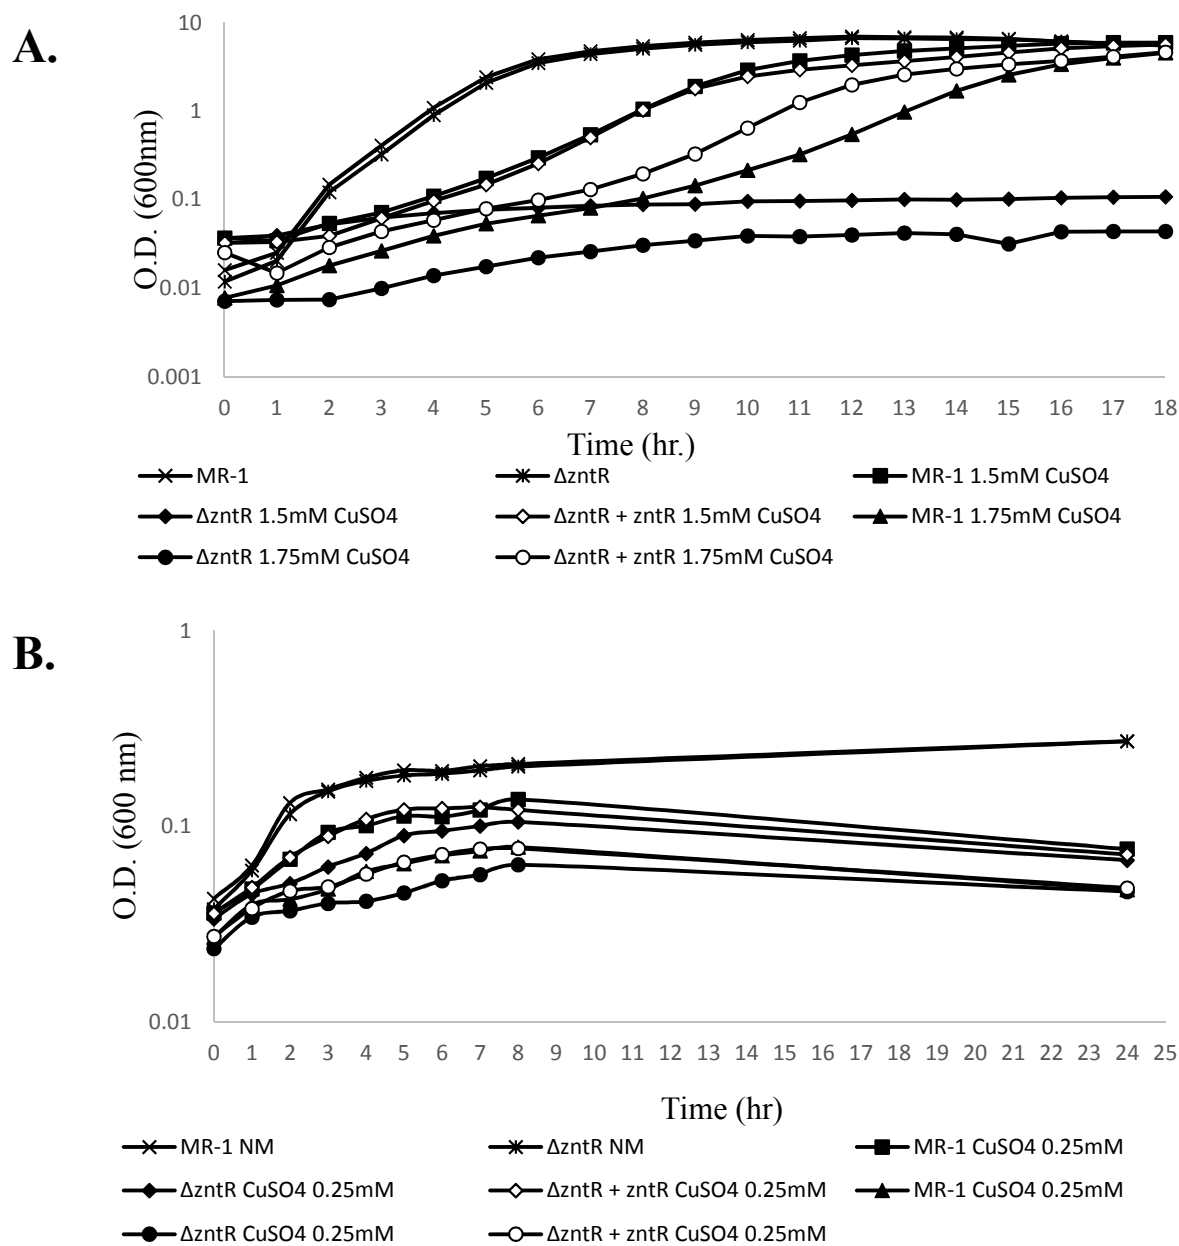 A.
10
1
0.1
0.01
0.001
O.D. (600nm)
0 1 2 3 4 5 6 7 8 9 10 11 12 13 14 15 16 17 18
Time (hr.)
MR-1 ΔzntR MR-1 1.5mM CuSO4
ΔzntR 1.5mM CuSO4 ΔzntR + zntR 1.5mM CuSO4 MR-1 1.75mM CuSO4
ΔzntR 1.75mM CuSO4 ΔzntR + zntR 1.75mM CuSO4
B.
1
0.1
0.01
O.D. (600 nm)
0 1 2 3 4 5 6 7 8 9 10 11 12 13 14 15 16 17 18 19 20 21 22 23 24 25
Time (hr)
MR-1 NM ΔzntR NM MR-1 CuSO4 0.25mM
ΔzntR CuSO4 0.25mM ΔzntR + zntR CuSO4 0.25mM MR-1 CuSO4 0.25mM
ΔzntR CuSO4 0.25mM ΔzntR + zntR CuSO4 0.25mM